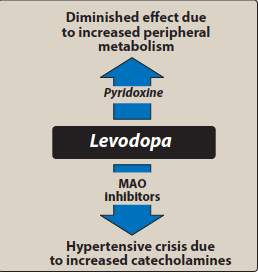 Diminished effect due
to increased peripheral
metabolism
Pyridoxine
Levodopa
MAO
inhibitors
Hypertensive crisis due
to increased catecholamines